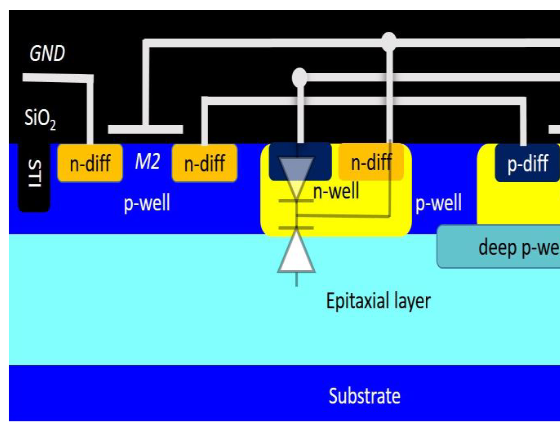 GND
SiO₂
STI
n-diff
M2
n-diff
n-diff
p-diff
n-well
p-well
p-well
deep p-we
Epitaxial layer
Substrate